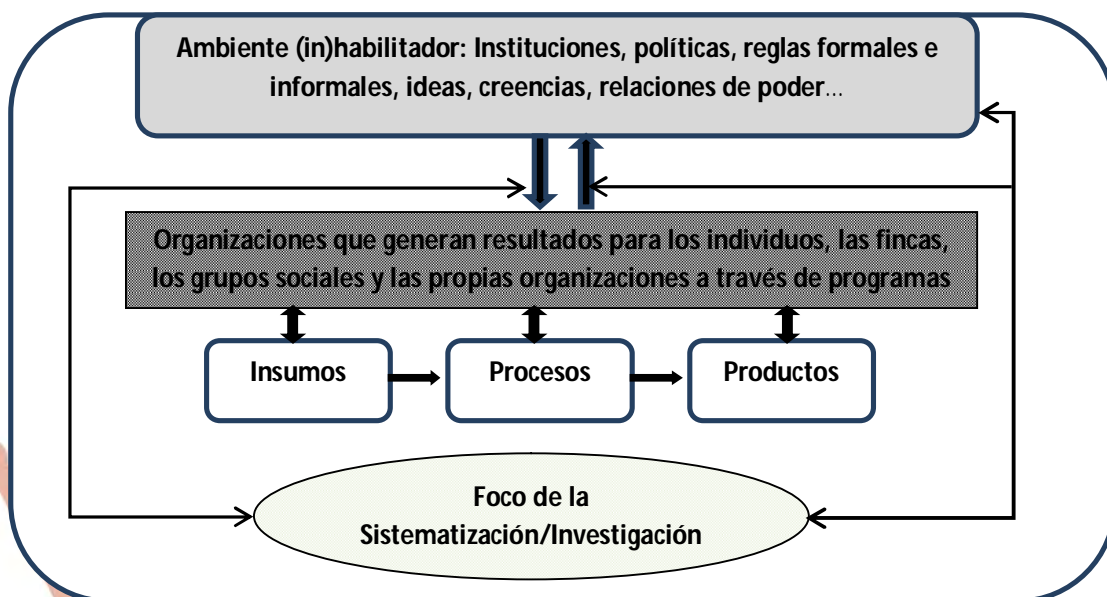 Ambiente (in)habilitador: Instituciones, políticas, reglas formales e
informales, ideas, creencias, relaciones de poder...
Organizaciones que generan resultados para los individuos, las fincas,
los grupos sociales y las propias organizaciones a través de programas
Insumos
Procesos
Productos
Foco de la
Sistematización/Investigación